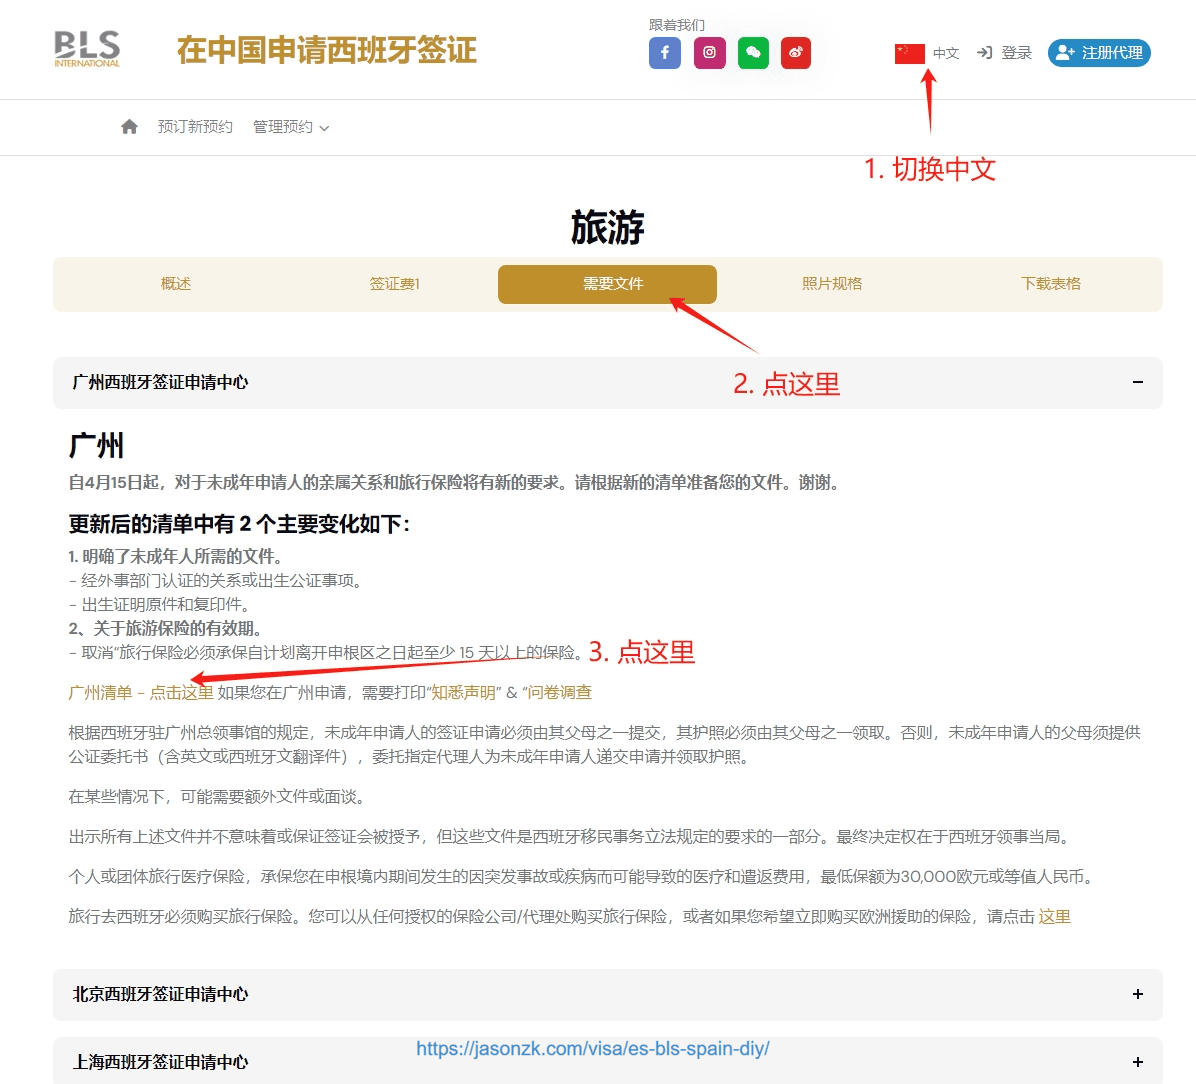 BLS
INTERNATIONAL
在中国申请西班牙签证
跟着我们
中文
登录
注册代理
预订新预约
管理预约
1. 切换中文
旅游
概述
签证费1
需要文件
照片规格
下载表格
2. 点这里
广州西班牙签证申请中心
广州
自4月15日起，对于未成年申请人的亲属关系和旅行保险将有新的要求。请根据新的清单准备您的文件。谢谢。
更新后的清单中有 2 个主要变化如下：
1. 明确了未成年人所需的文件。
- 经外事部门认证的关系或出生公证事项。
- 出生证明原件和复印件。
2、关于旅游保险的有效期。
- 取消“旅行保险必须承保自计划离开申根区之日起至少 15 天以上的保险。
3. 点这里
广州清单 - 点击这里 如果您在广州申请，需要打印“知悉声明” & “问卷调查
根据西班牙驻广州总领事馆的规定，未成年申请人的签证申请必须由其父母之一提交，其护照必须由其父母之一领取。否则，未成年申请人的父母须提供
公证委托书（含英文或西班牙文翻译件），委托指定代理人为未成年申请人递交申请并领取护照。
在某些情况下，可能需要额外文件或面谈。
出示所有上述文件并不意味着或保证签证会被授予，但这些文件是西班牙移民事务立法规定的要求的一部分。最终决定权在于西班牙领事当局。
个人或团体旅行医疗保险，承保您在申根境内期间发生的因突发事故或疾病而可能导致的医疗和遣返费用，最低保额为30,000欧元或等值人民币。
旅行去西班牙必须购买旅行保险。您可以从任何授权的保险公司/代理处购买旅行保险，或者如果您希望立即购买欧洲援助的保险，请点击 这里
北京西班牙签证申请中心
https://jasonzk.com/visa/es-bls-spain-diy/
上海西班牙签证申请中心